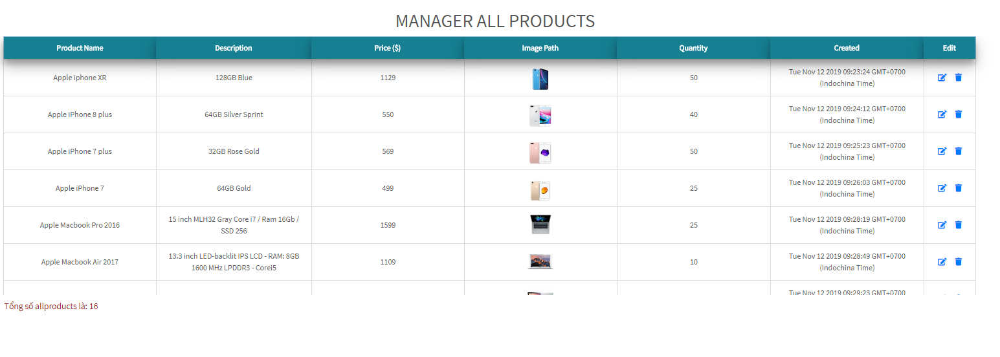 MANAGER ALL PRODUCTS
Product Name Description Price ($) Image Path Quantity Created Edit
Apple iphone XR 128GB Blue 1129 50 Tue Nov 12 2019 09:23:24 GMT+0700
(Indochina Time)
Apple iPhone 8 plus 64GB Silver Sprint 550 40 Tue Nov 12 2019 09:24:12 GMT+0700
(Indochina Time)
Apple iPhone 7 plus 32GB Rose Gold 569 50 Tue Nov 12 2019 09:25:23 GMT+0700
(Indochina Time)
Apple iPhone 7 64GB Gold 499 25 Tue Nov 12 2019 09:26:03 GMT+0700
(Indochina Time)
Apple Macbook Pro 2016 15 inch MLH32 Gray Core i7 / Ram 16Gb /
SSD 256 1599 25 Tue Nov 12 2019 09:28:19 GMT+0700
(Indochina Time)
Apple Macbook Air 2017 13.3 inch LED-backlit IPS LCD - RAM: 8GB
1600 MHz LPDDR3 - Corei5 1109 10 Tue Nov 12 2019 09:28:49 GMT+0700
(Indochina Time)
Tue Nov 12 2019 09:29:23 GMT+0700
Tổng số allproducts là: 16